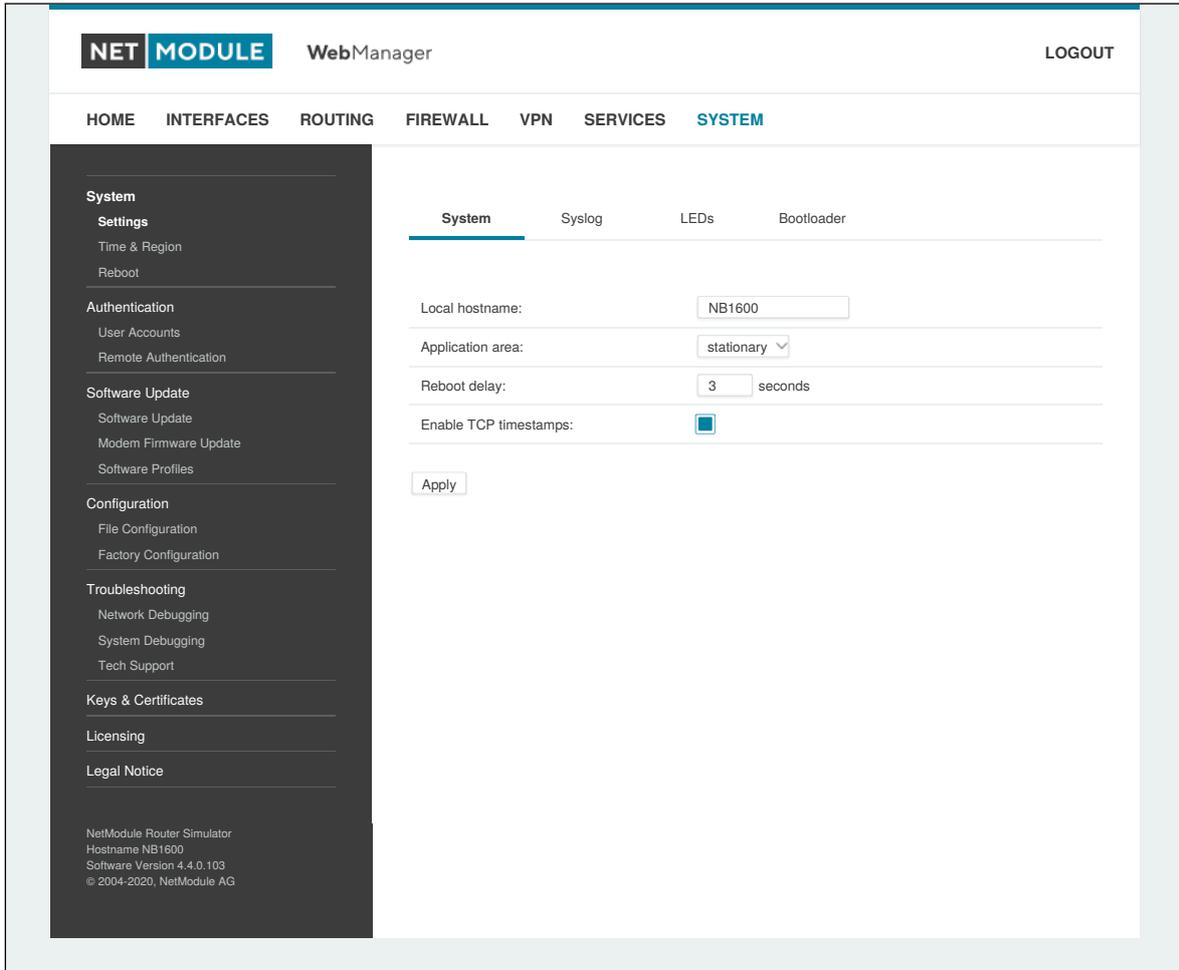 NET MODULE WebManager LOGOUT
HOME INTERFACES ROUTING FIREWALL VPN SERVICES SYSTEM
System
Settings
Time & Region
Reboot
Authentication
User Accounts
Remote Authentication
Software Update
Software Update
Modem Firmware Update
Software Profiles
Configuration
File Configuration
Factory Configuration
Troubleshooting
Network Debugging
System Debugging
Tech Support
Keys & Certificates
Licensing
Legal Notice
NetModule Router Simulator
Hostname NB1600
Software Version 4.4.0.103
© 2004-2020, NetModule AG
System Syslog LEDs Bootloader
Local hostname: NB1600
Application area: stationary
Reboot delay: 3 seconds
Enable TCP timestamps:
Apply